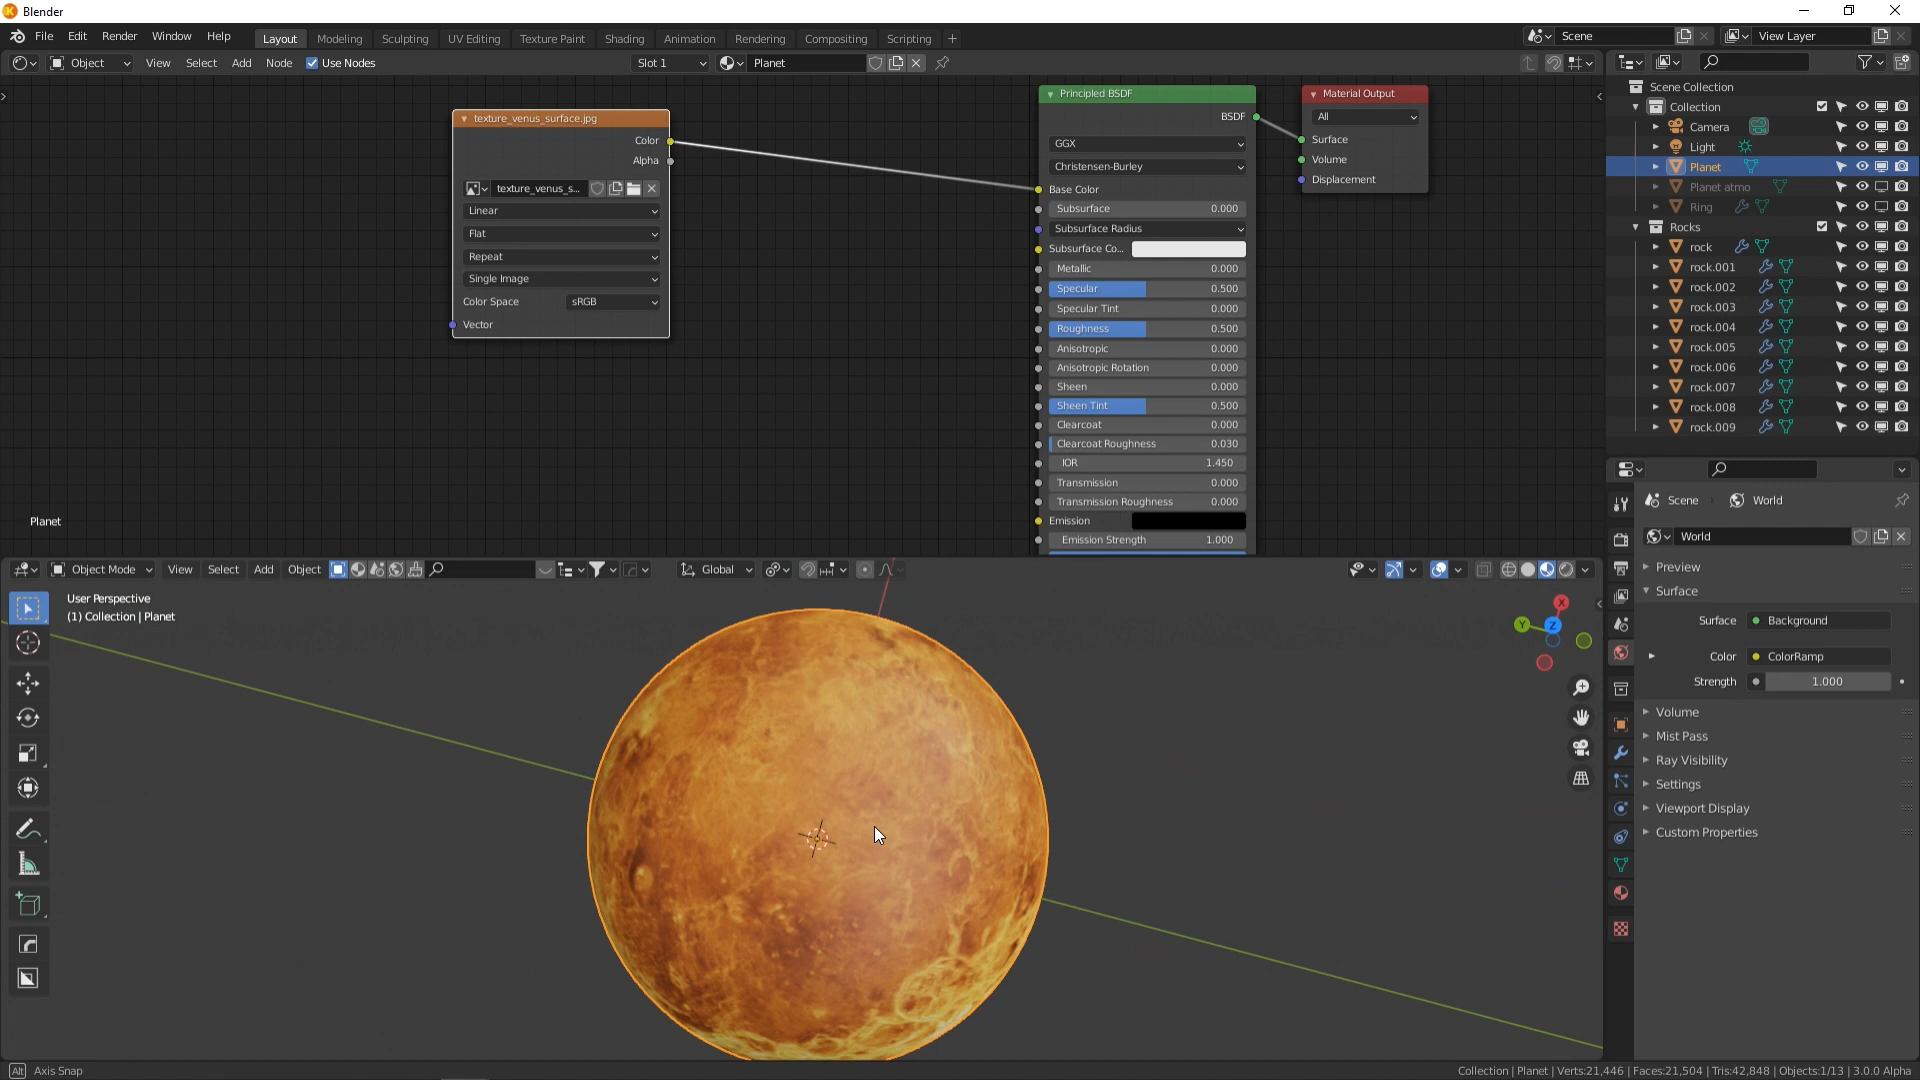 Blender
File Edit Render Window Help Layout Modeling Sculpting UV Editing Texture Paint Shading Animation Rendering Compositing Scripting + Scene View Layer
Object View Select Add Node Use Nodes Slot 1 Planet
Scene Collection
Collection
Camera
Light
Planet
Planet atmo
Ring
Rocks
rock
rock.001
rock.002
rock.003
rock.004
rock.005
rock.006
rock.007
rock.008
rock.009
texture_venus_surface.jpg
Color
Alpha
texture_venus_s...
Linear
Flat
Repeat
Single Image
Color Space sRGB
Vector
Principled BSDF
BSDF
GGX
Christensen-Burley
Base Color
Subsurface 0.000
Subsurface Radius
Subsurface Co...
Metallic 0.000
Specular 0.500
Specular Tint 0.000
Roughness 0.500
Anisotropic 0.000
Anisotropic Rotation 0.000
Sheen 0.000
Sheen Tint 0.500
Clearcoat 0.000
Clearcoat Roughness 0.030
IOR 1.450
Transmission 0.000
Transmission Roughness 0.000
Emission
Emission Strength 1.000
Material Output
All
Surface
Volume
Displacement
Planet
Object Mode View Select Add Object Global
User Perspective
(1) Collection | Planet
X
Y
Z
Scene World
World
Preview
Surface
Surface Background
Color ColorRamp
Strength 1.000
Volume
Mist Pass
Ray Visibility
Settings
Viewport Display
Custom Properties
Alt Axis Snap
Collection | Planet | Verts:21,446 | Faces:21,504 | Tris:42,848 | Objects:1/13 | 3.0.0 Alpha